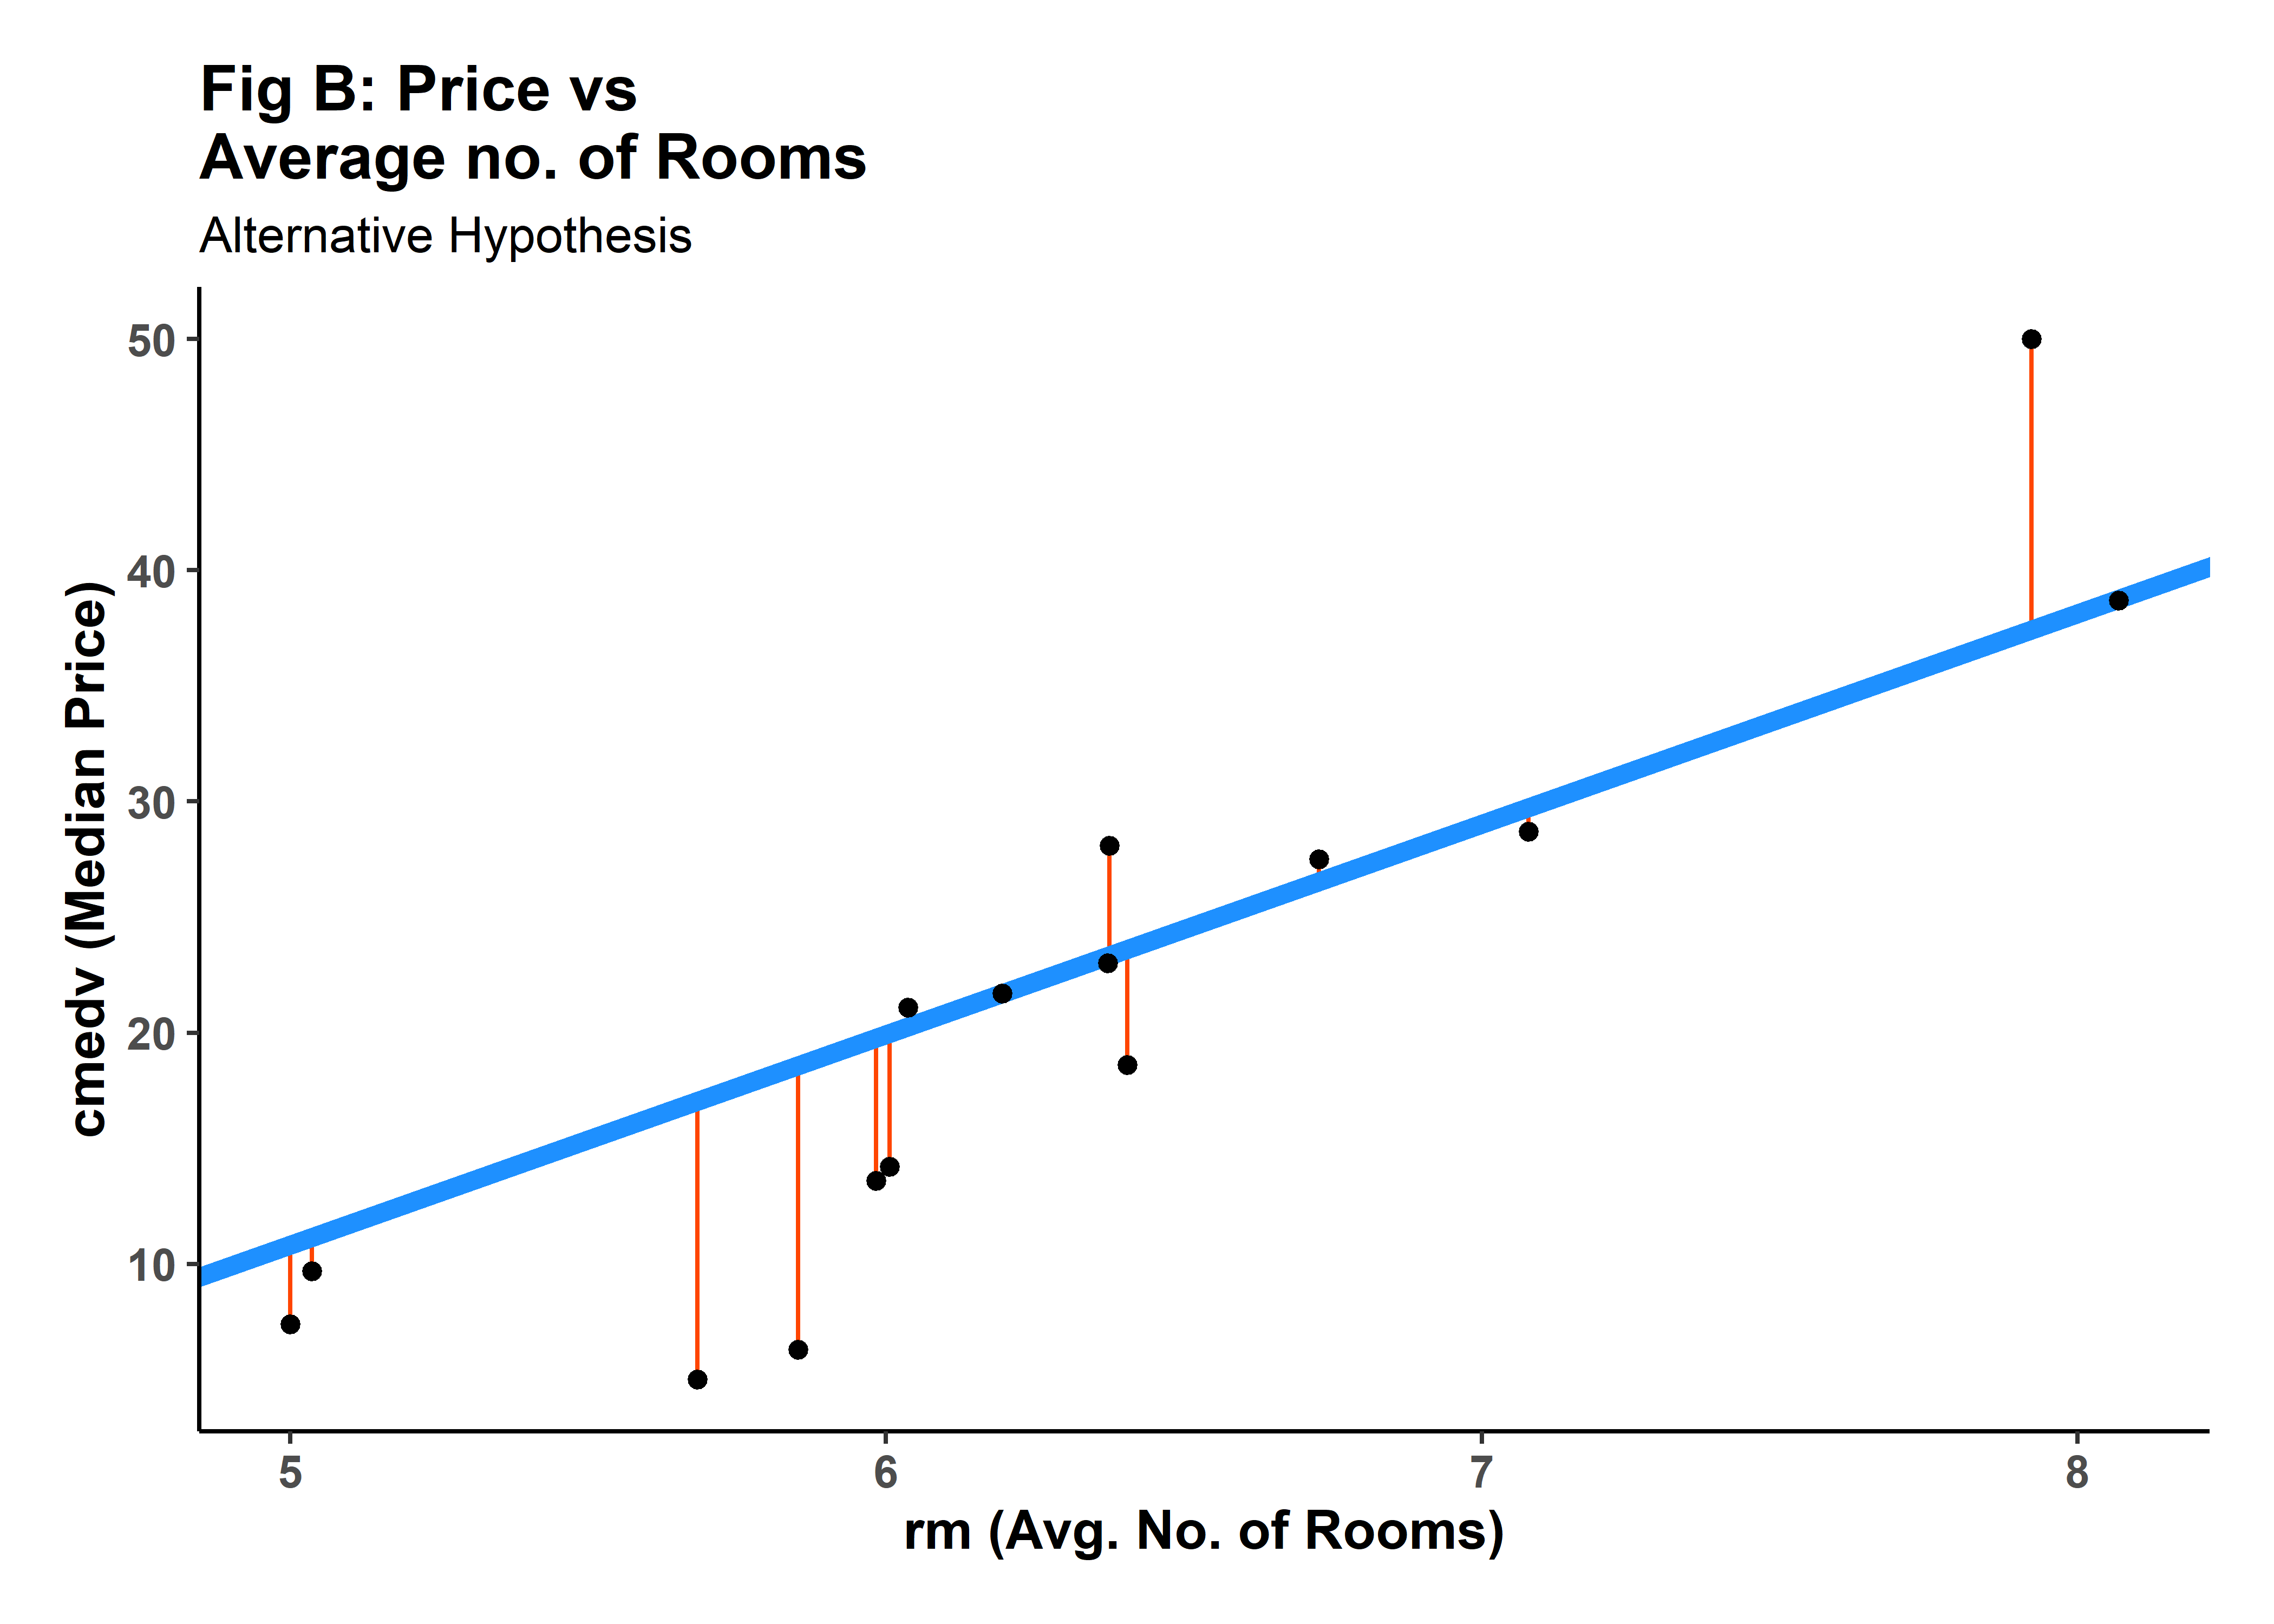 Fig B: Price vs
Average no. of Rooms
Alternative Hypothesis
50
40
30
20
10
cmedv (Median Price)
5 6 7 8
rm (Avg. No. of Rooms)